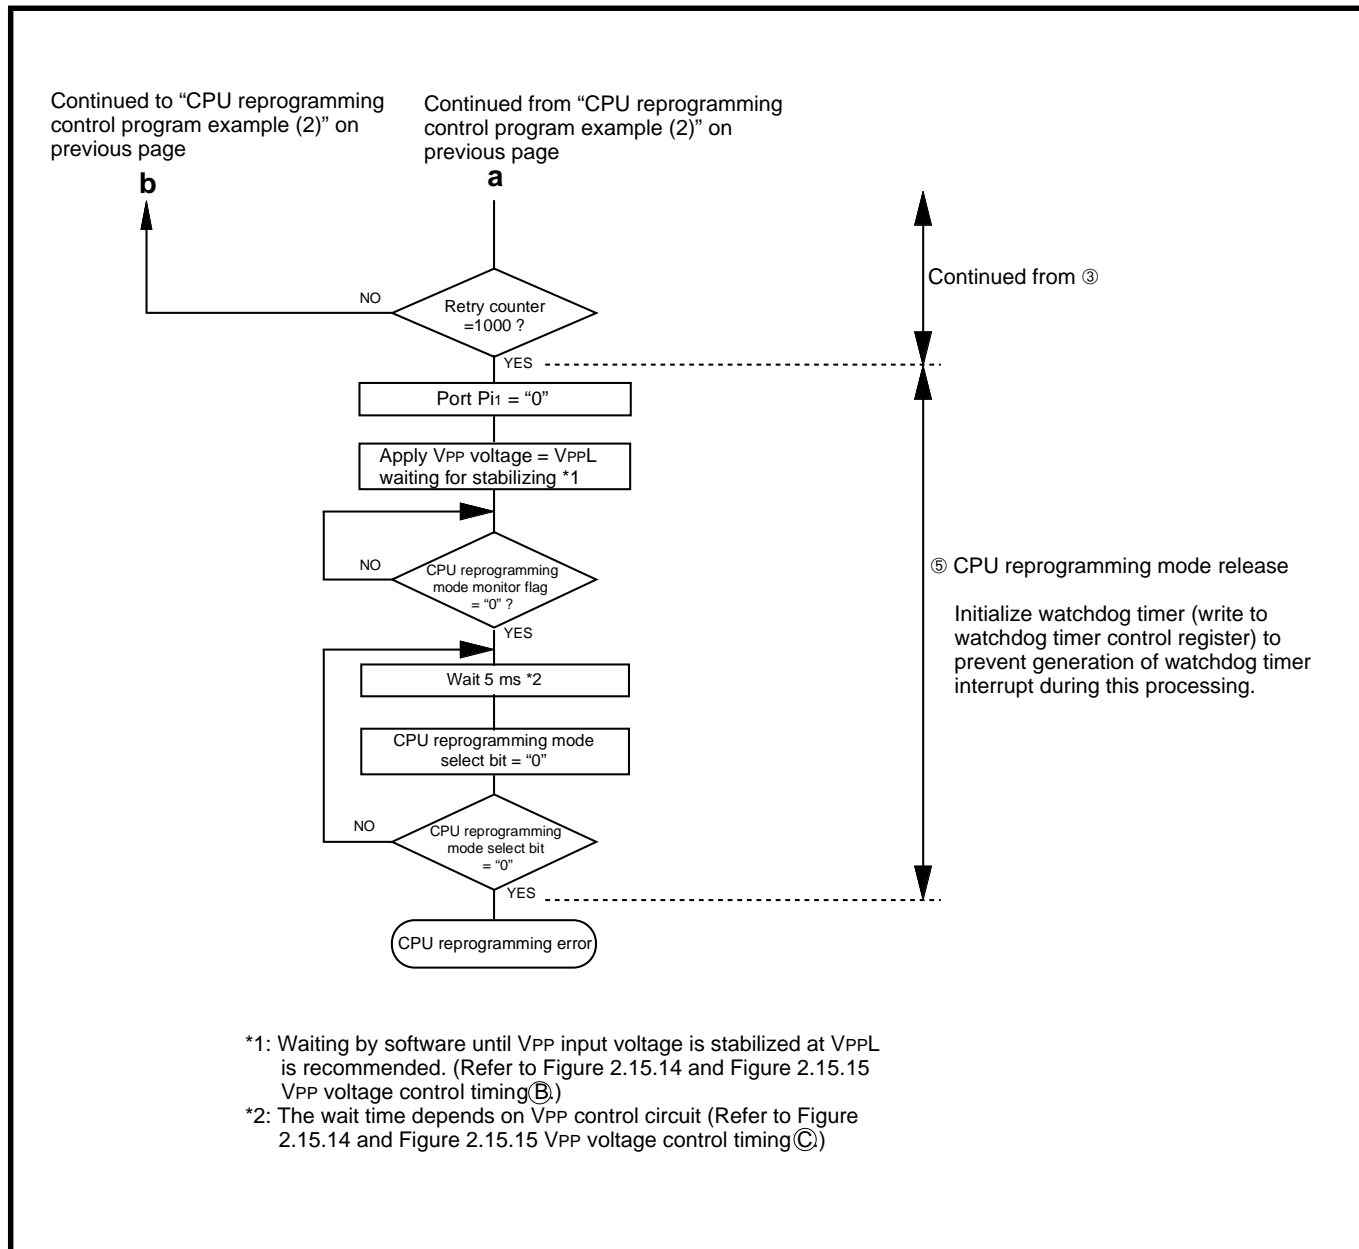 Continued to “CPU reprogramming
control program example (2)” on
previous page
b
Continued from “CPU reprogramming
control program example (2)” on
previous page
a
NO
Retry counter
=1000 ?
YES
Continued from ③
Port Pi1 = “0”
Apply VPP voltage = VPPL
waiting for stabilizing *1
NO
CPU reprogramming
mode monitor flag
= “0” ?
YES
⑤ CPU reprogramming mode release
Initialize watchdog timer (write to
watchdog timer control register) to
prevent generation of watchdog timer
interrupt during this processing.
Wait 5 ms *2
CPU reprogramming mode
select bit = “0”
NO
CPU reprogramming
mode select bit
= “0”
YES
CPU reprogramming error
*1: Waiting by software until VPP input voltage is stabilized at VPPL
is recommended. (Refer to Figure 2.15.14 and Figure 2.15.15
VPP voltage control timing Ⓑ.)
*2: The wait time depends on VPP control circuit (Refer to Figure
2.15.14 and Figure 2.15.15 VPP voltage control timing Ⓒ.)